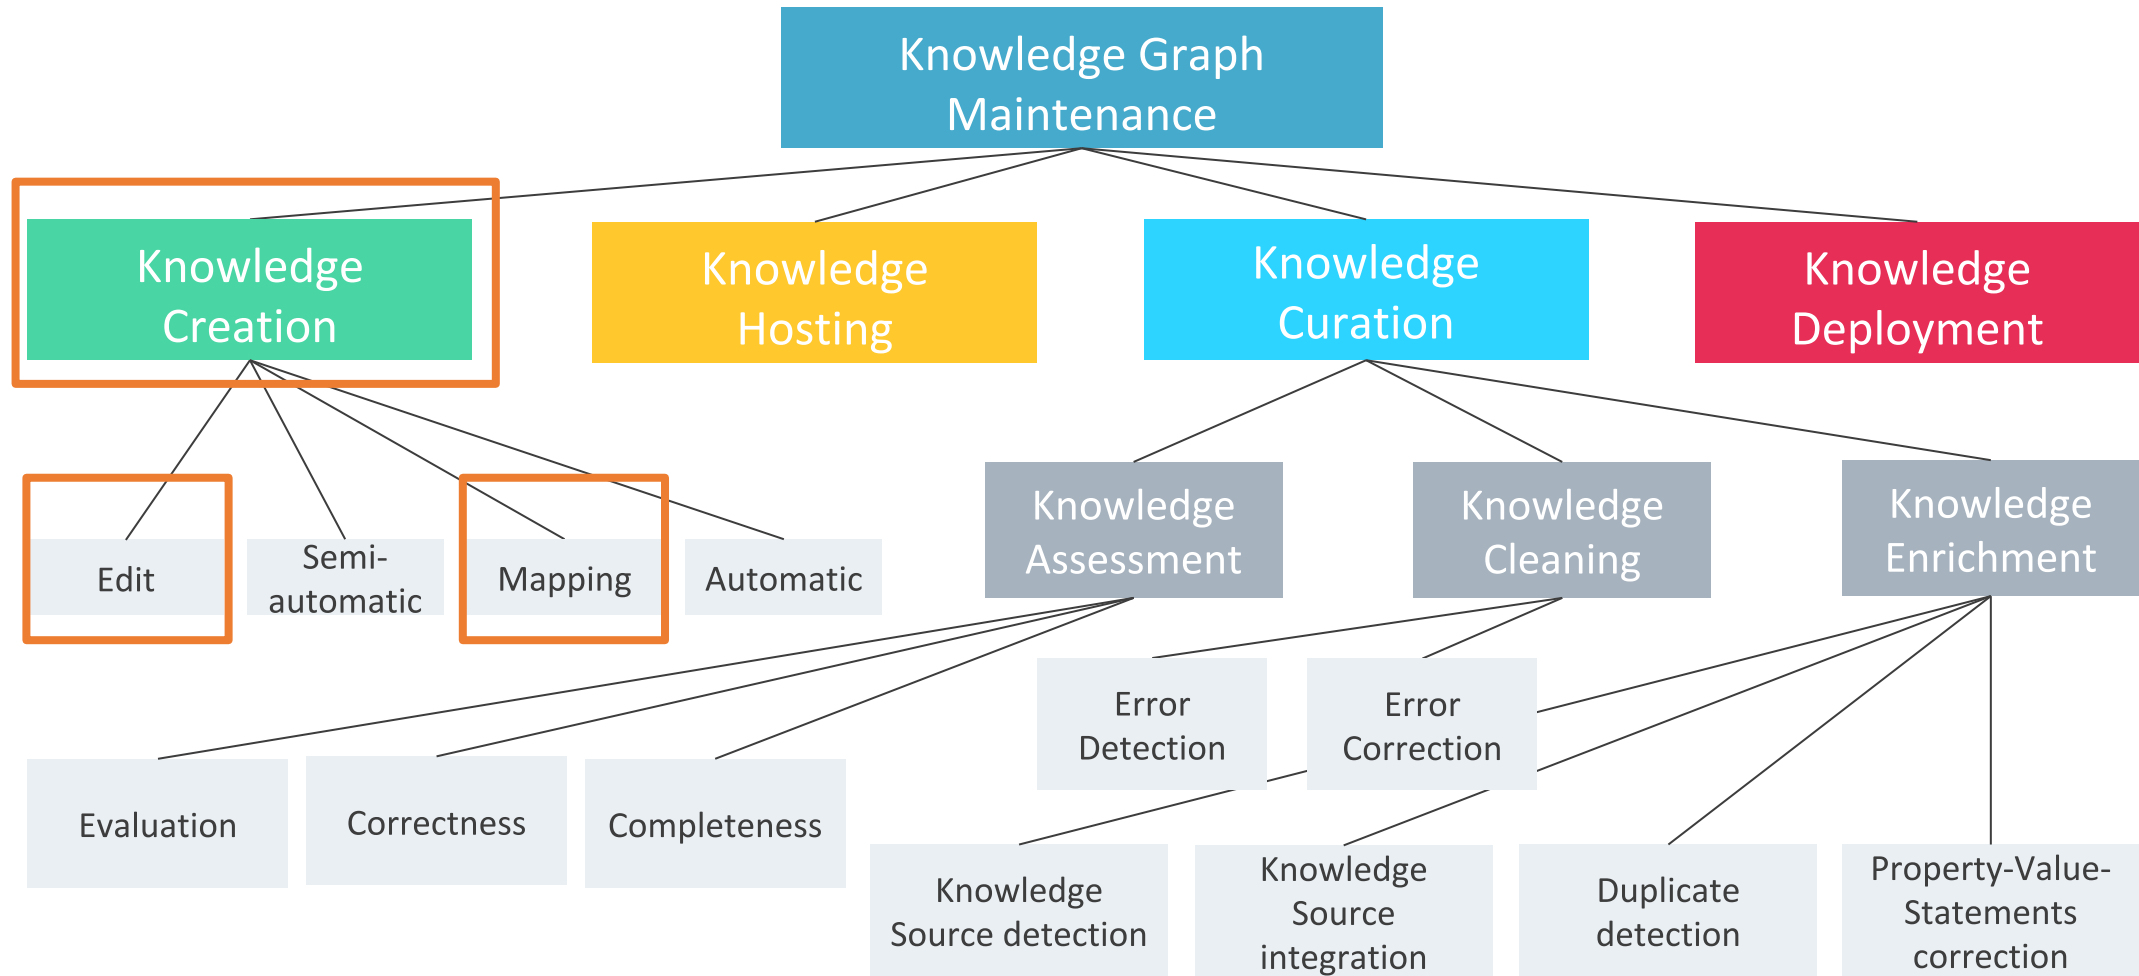 Knowledge Graph
Maintenance
Knowledge
Creation
Knowledge
Hosting
Knowledge
Curation
Knowledge
Deployment
Edit
Semi-
automatic
Mapping
Automatic
Knowledge
Assessment
Knowledge
Cleaning
Knowledge
Enrichment
Error
Detection
Error
Correction
Evaluation
Correctness
Completeness
Knowledge
Source detection
Knowledge
Source
integration
Duplicate
detection
Property-Value-
Statements
correction